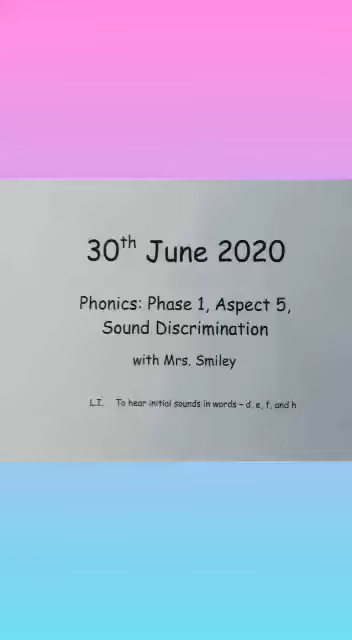 30th June 2020
Phonics: Phase 1, Aspect 5,
Sound Discrimination
with Mrs. Smiley
L.I. To hear initial sounds in words – d, e, f, and h